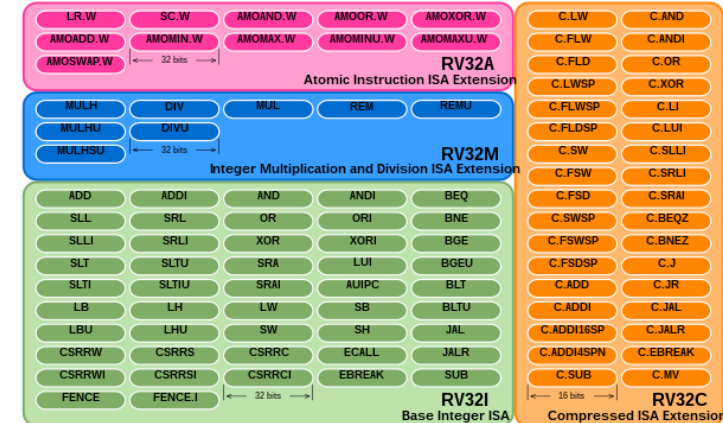 LR.W SC.W AMOAND.W AMOOR.W AMOXOR.W
AMOADD.W AMOMIN.W AMOMAX.W AMOMINU.W AMOMAXU.W
AMOSWAP.W 32 bits RV32A
Atomic Instruction ISA Extension
MULH DIV MUL REM REMU
MULHU DIVU
MULHSU 32 bits RV32M
Integer Multiplication and Division ISA Extension
ADD ADDI AND ANDI BEQ
SLL SRL OR ORI BNE
SLLI SRLI XOR XORI BGE
SLT SLTU SRA LUI BGEU
SLTI SLTIU SRAI AUIPC BLT
LB LH LW SB BLTU
LBU LHU SW SH JAL
CSRRW CSRRS CSRRC ECALL JALR
CSRRWI CSRRSI CSRRCI EBREAK SUB
FENCE FENCE.I 32 bits RV32I
Base Integer ISA
C.LW C.AND
C.FLW C.ANDI
C.FLD C.OR
C.LWSP C.XOR
C.FLWSP C.LI
C.FLDSP C.LUI
C.SW C.SLLI
C.FSW C.SRLI
C.FSD C.SRAI
C.SWSP C.BEQZ
C.FSWSP C.BNEZ
C.FSDSP C.J
C.ADD C.JR
C.ADDI C.JAL
C.ADDI16SP C.JALR
C.ADDI4SPN C.EBREAK
C.SUB C.MV
16 bits RV32C
Compressed ISA Extension